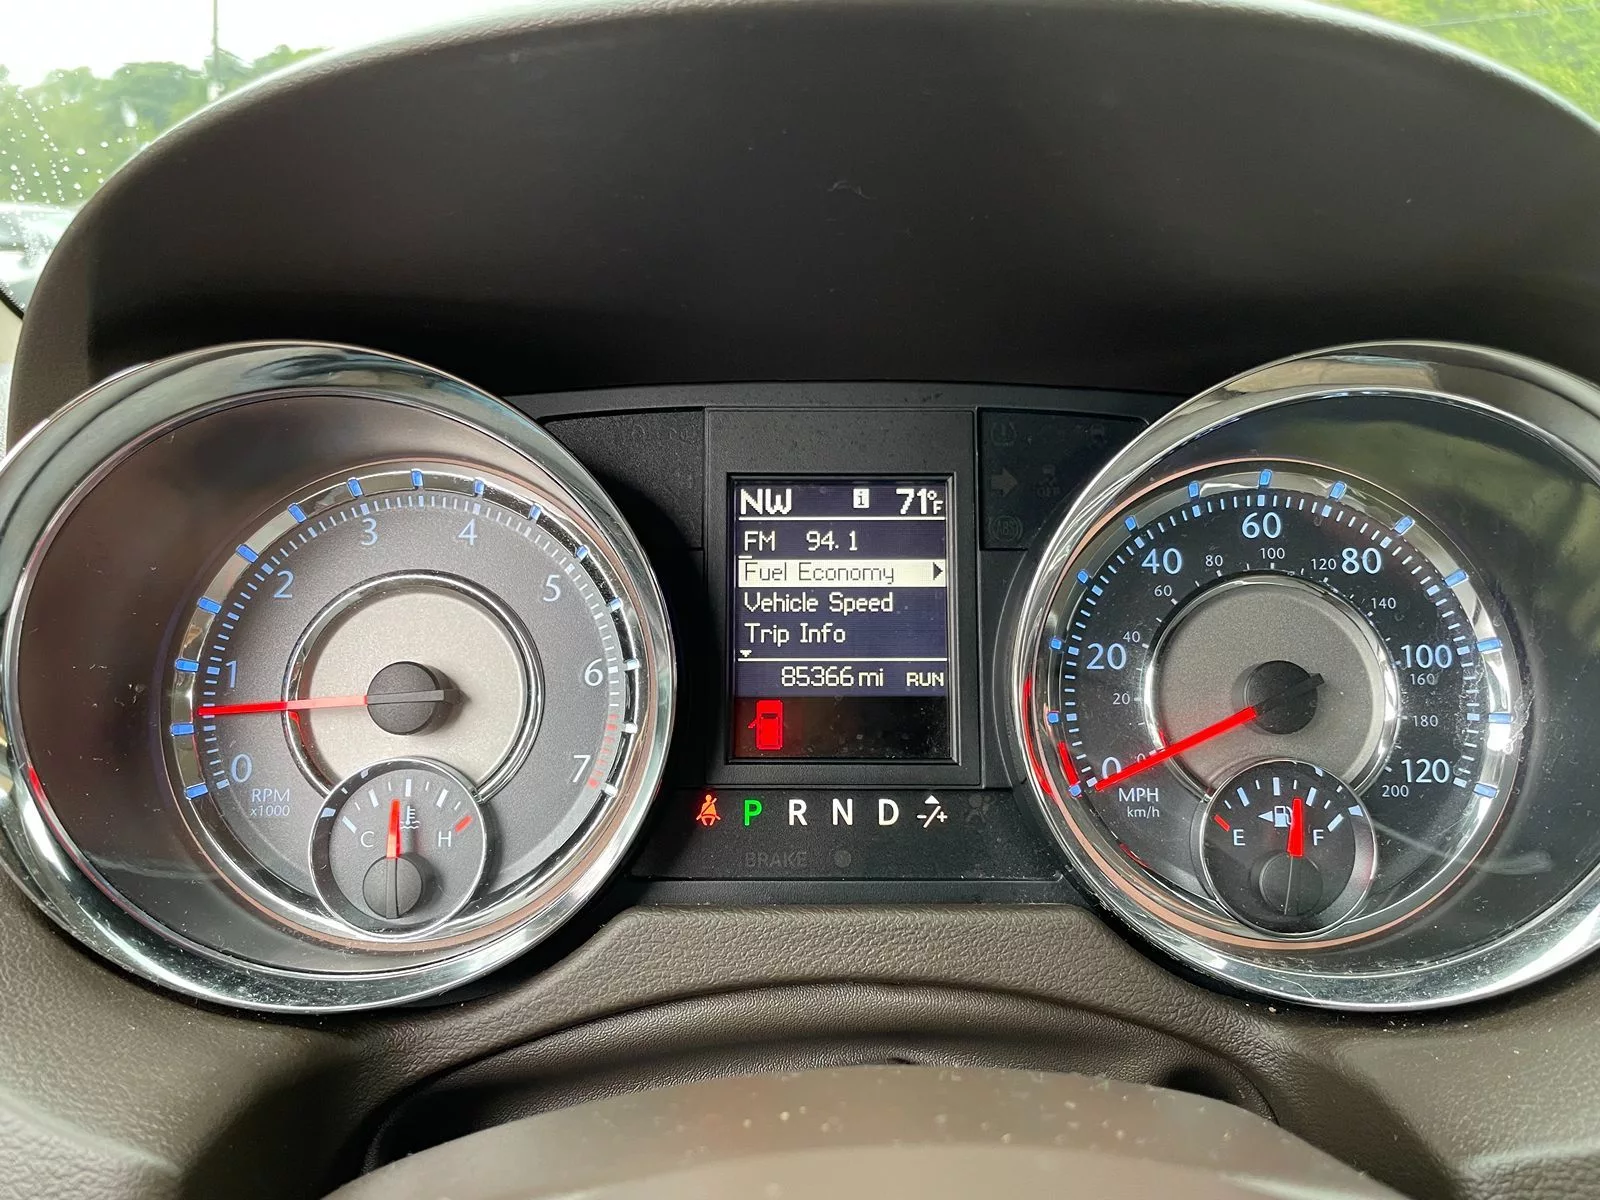 NW i 71°F
FM 94.1
Fuel Economy
Vehicle Speed
Trip Info
85366 mi RUN
P R N D -/+
BRAKE
0 1 2 3 4 5 6 7
RPM
x1000
C H
0 20 40 60 80 100 120
0 20 40 60 80 100 120 140 160 180 200
MPH
km/h
E F